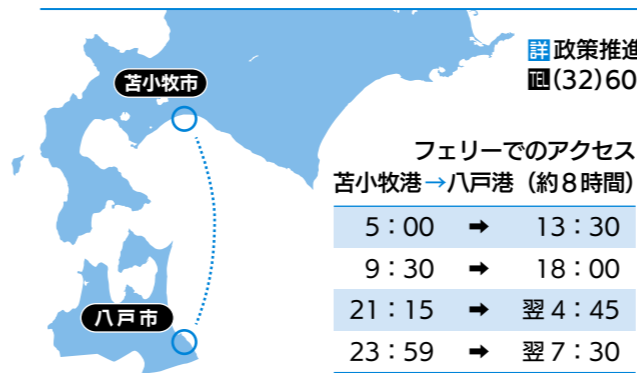 詳政策推進
TEL(32)60
苫小牧市
八戸市
フェリーでのアクセス
苫小牧港→八戸港（約８時間）
5：00 ➡ 13：30
9：30 ➡ 18：00
21：15 ➡ 翌 4：45
23：59 ➡ 翌 7：30